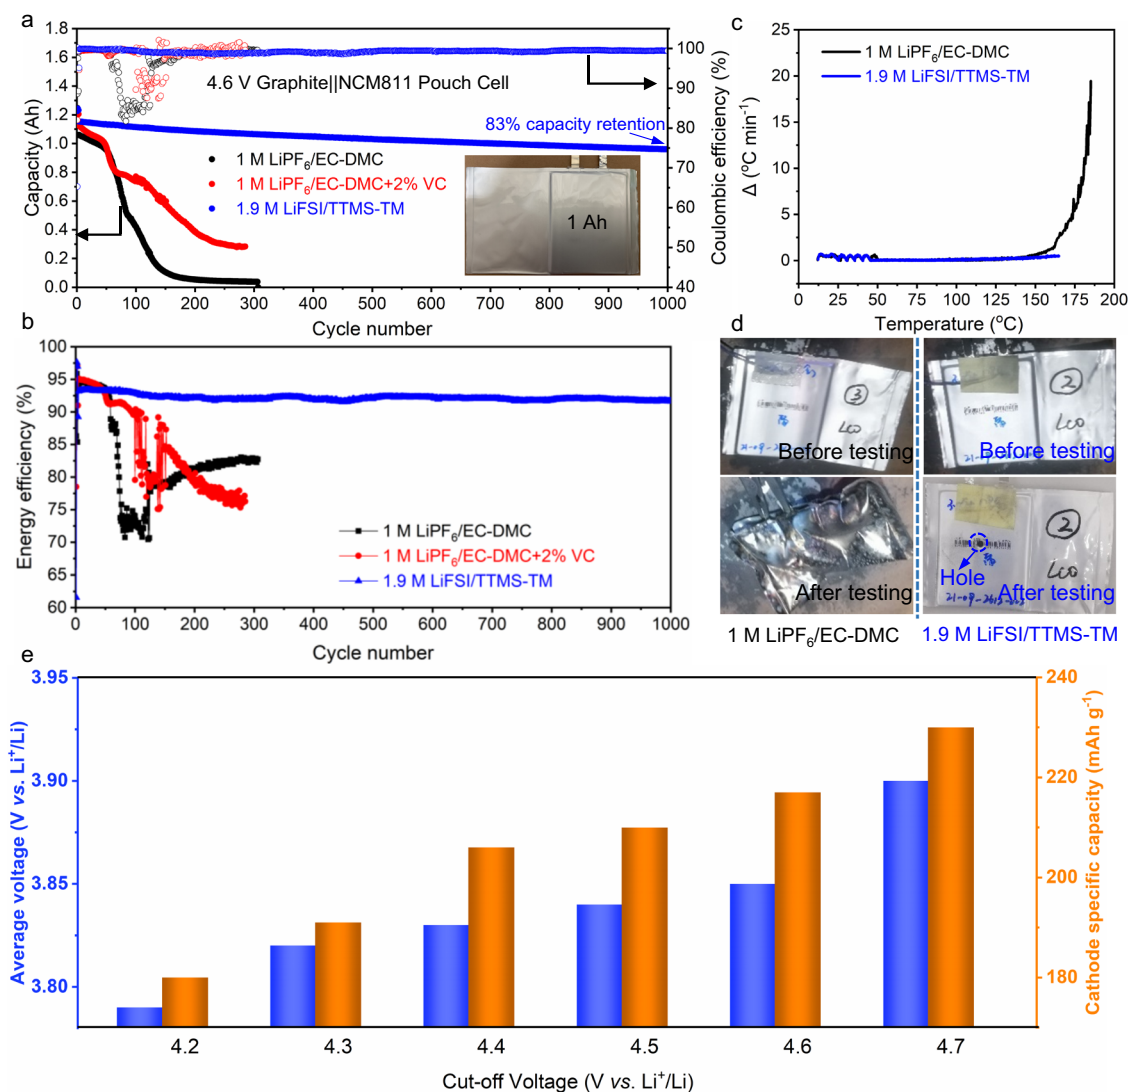 a
Capacity (Ah)
1.8
1.6
1.4
1.2
1.0
0.8
0.6
0.4
0.2
0.0
4.6 V Graphite||NCM811 Pouch Cell
83% capacity retention
1 M LiPF6/EC-DMC
1 M LiPF6/EC-DMC+2% VC
1.9 M LiFSI/TTMS-TM
1 Ah
100
90
80
70
60
50
40
Coulombic efficiency (%)
0 100 200 300 400 500 600 700 800 900 1000
Cycle number
c
Δ (°C min-1)
25
20
15
10
5
0
1 M LiPF6/EC-DMC
1.9 M LiFSI/TTMS-TM
0 25 50 75 100 125 150 175 200
Temperature (°C)
b
Energy efficiency (%)
100
95
90
85
80
75
70
65
60
1 M LiPF6/EC-DMC
1 M LiPF6/EC-DMC+2% VC
1.9 M LiFSI/TTMS-TM
0 100 200 300 400 500 600 700 800 900 1000
Cycle number
d
③
LCO
Before testing
②
LCO
Before testing
After testing
②
LCO
Hole
After testing
1 M LiPF6/EC-DMC
1.9 M LiFSI/TTMS-TM
e
Average voltage (V vs. Li+/Li)
3.95
3.90
3.85
3.80
240
220
200
180
Cathode specific capacity (mAh g-1)
4.2 4.3 4.4 4.5 4.6 4.7
Cut-off Voltage (V vs. Li+/Li)